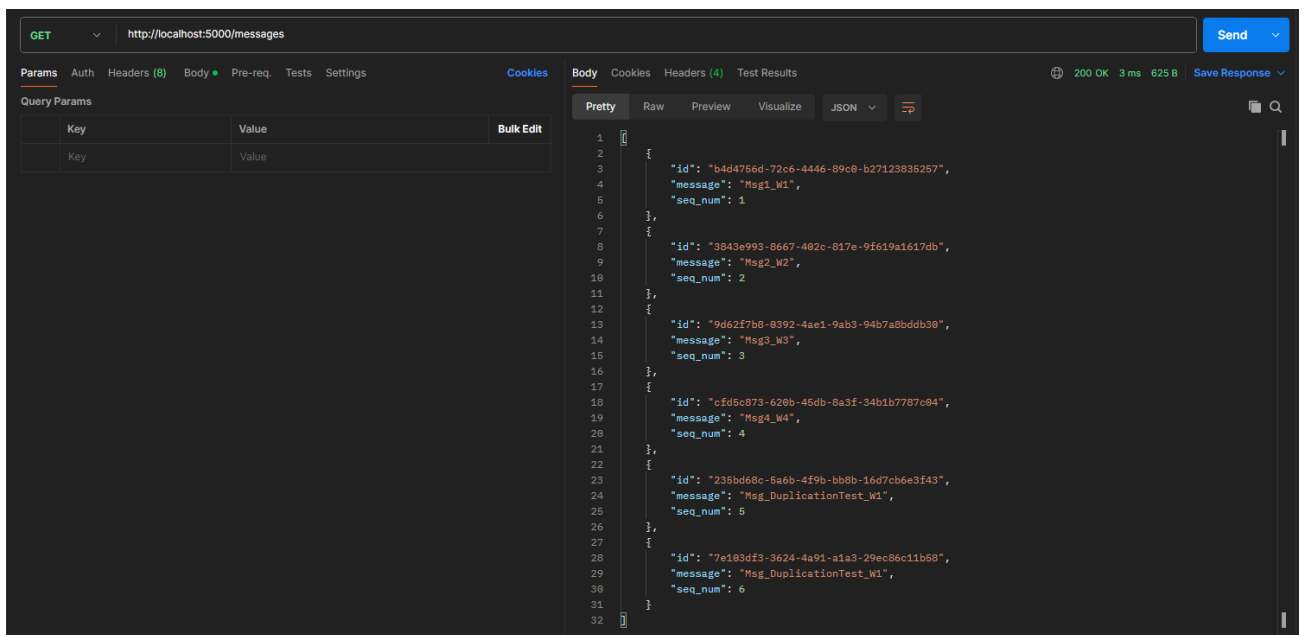 GET http://localhost:5000/messages Send
Params Auth Headers (8) Body Pre-req. Tests Settings Cookies
Query Params
Key Value Bulk Edit
Key Value
Body Cookies Headers (4) Test Results 200 OK 3 ms 625 B Save Response
Pretty Raw Preview Visualize JSON
1 [
2 {
3 "id": "b4d4756d-72c6-4446-89c0-b27123835257",
4 "message": "Msg1_W1",
5 "seq_num": 1
6 },
7 {
8 "id": "3843e993-8667-402c-817e-9f619a1617db",
9 "message": "Msg2_W2",
10 "seq_num": 2
11 },
12 {
13 "id": "9d62f7b8-0392-4ae1-9ab3-94b7a8bddb30",
14 "message": "Msg3_W3",
15 "seq_num": 3
16 },
17 {
18 "id": "cfd5c873-620b-45db-8a3f-34b1b7787c04",
19 "message": "Msg4_W4",
20 "seq_num": 4
21 },
22 {
23 "id": "235bd68c-5a6b-4f9b-bb8b-16d7cb6e3f43",
24 "message": "Msg_DuplicationTest_W1",
25 "seq_num": 5
26 },
27 {
28 "id": "7e103df3-3624-4a91-a1a3-29ec86c11b58",
29 "message": "Msg_DuplicationTest_W1",
30 "seq_num": 6
31 }
32 ]